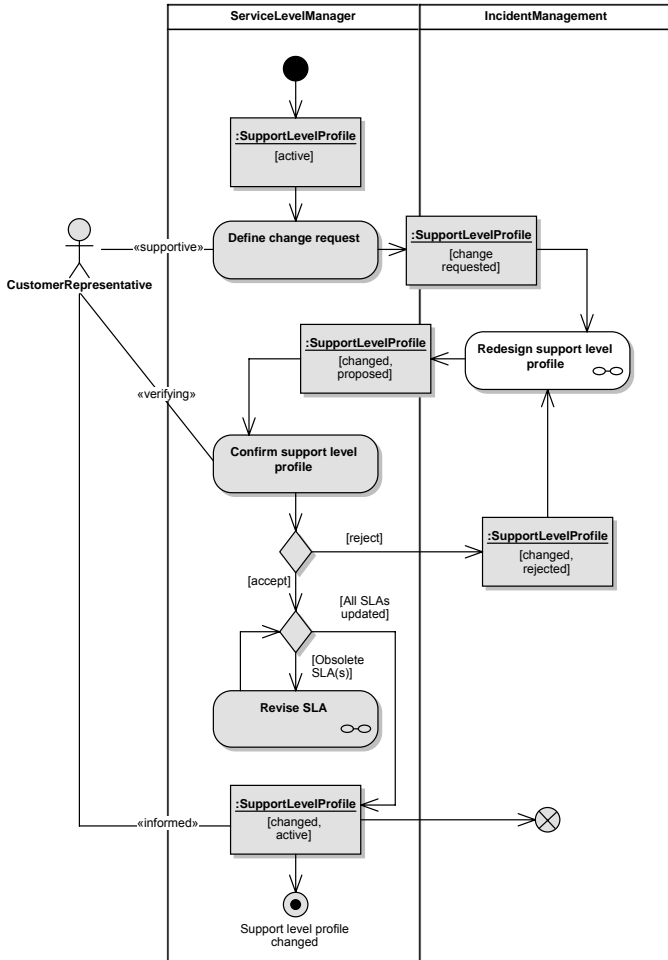 ServiceLevelManager
IncidentManagement
:SupportLevelProfile
[active]
«supportive»
Define change request
:SupportLevelProfile
[change
requested]
CustomerRepresentative
:SupportLevelProfile
[changed,
proposed]
Redesign support level
profile
«verifying»
Confirm support level
profile
[reject]
:SupportLevelProfile
[changed,
rejected]
[accept]
[All SLAs
updated]
[Obsolete
SLA(s)]
Revise SLA
:SupportLevelProfile
[changed,
active]
«informed»
Support level profile
changed